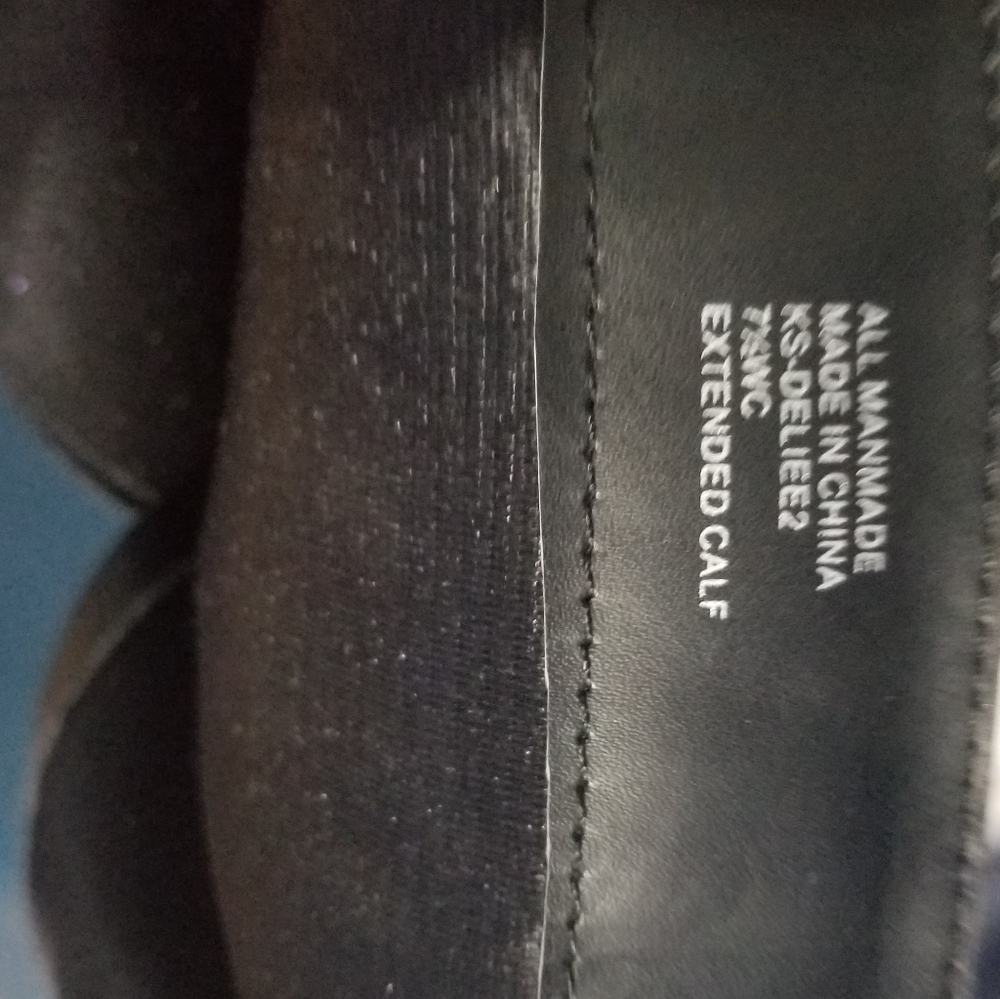 ALL MANMADE
MADE IN CHINA
KS-DELIEE2
7½WC
EXTENDED CALF